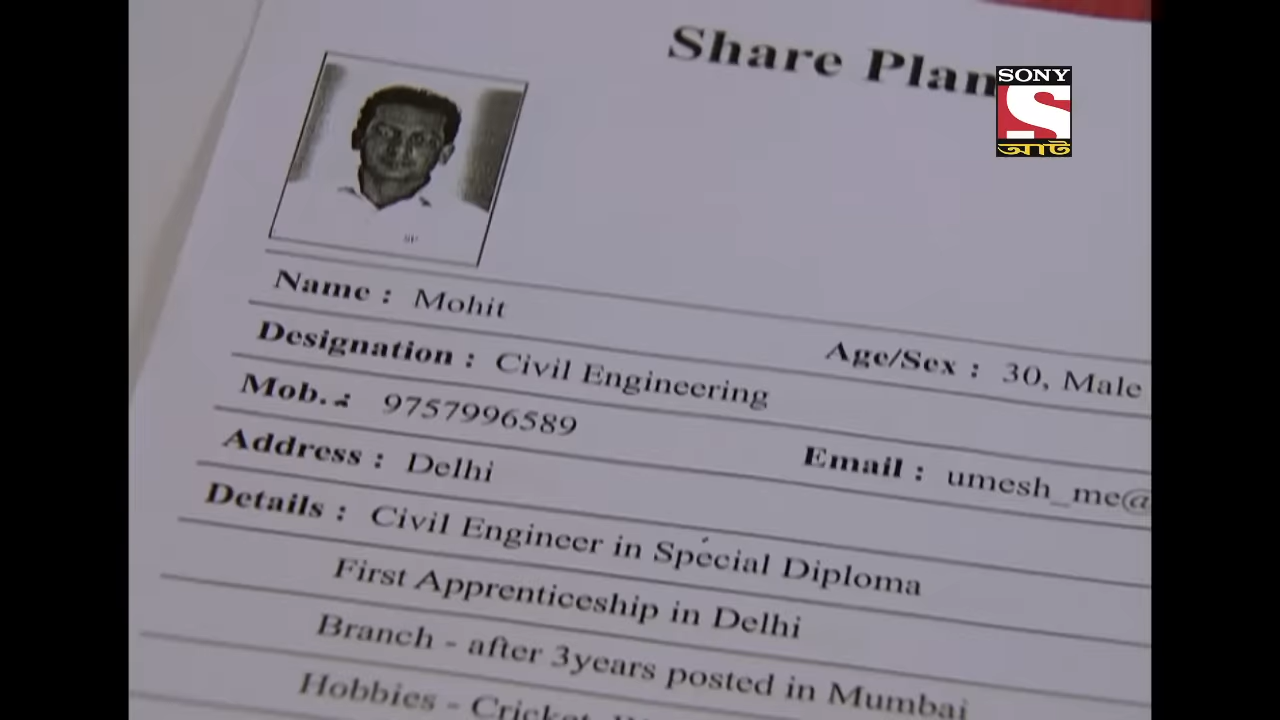 Share Plan
SONY
আট
Name : Mohit
Age/Sex : 30, Male
Designation : Civil Engineering
Mob. : 9757996589
Email : umesh_me@
Address : Delhi
Details : Civil Engineer in Special Diploma
First Apprenticeship in Delhi
Branch - after 3years posted in Mumbai
Hobbies - Cricket,